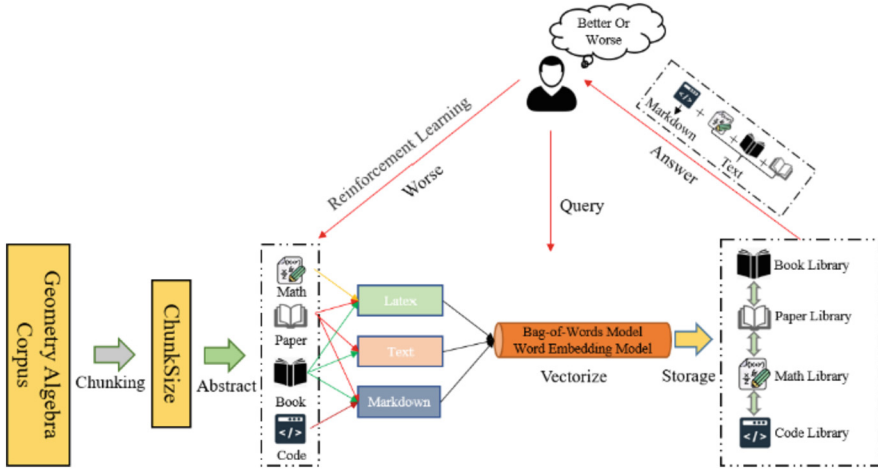 Better Or
Worse
Markdown
Text
Answer
Reinforcement Learning
Worse
Query
Geometry Algebra
Corpus
Chunking
ChunkSize
Abstract
Math
Paper
Book
Code
Latex
Text
Markdown
Bag-of-Words Model
Word Embedding Model
Vectorize
Storage
Book Library
Paper Library
Math Library
Code Library